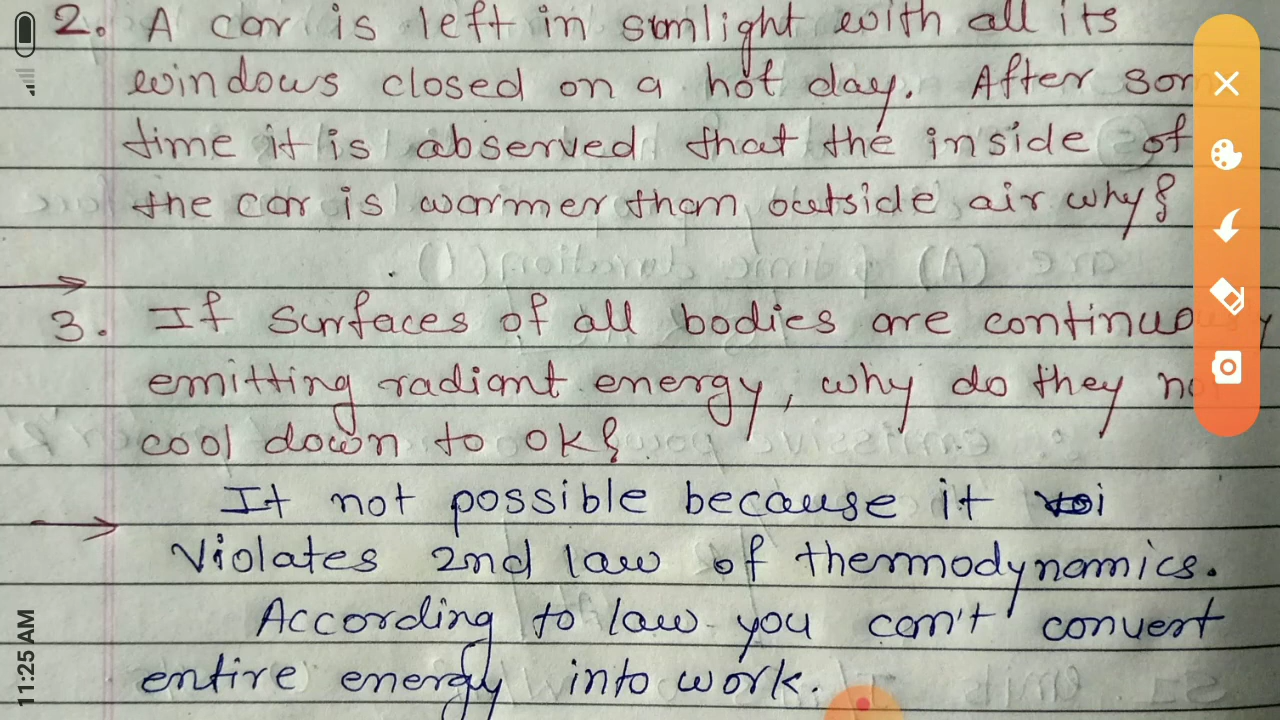 2. A car is left in sunlight with all its
windows closed on a hot day. After som
time it is observed that the inside of
the car is warmer than outside air why?
3. If surfaces of all bodies are continuously
emitting radiant energy, why do they not
cool down to 0K?
It not possible because it
violates 2nd law of thermodynamics.
According to law you can't convert
entire energy into work.
11:25 AM